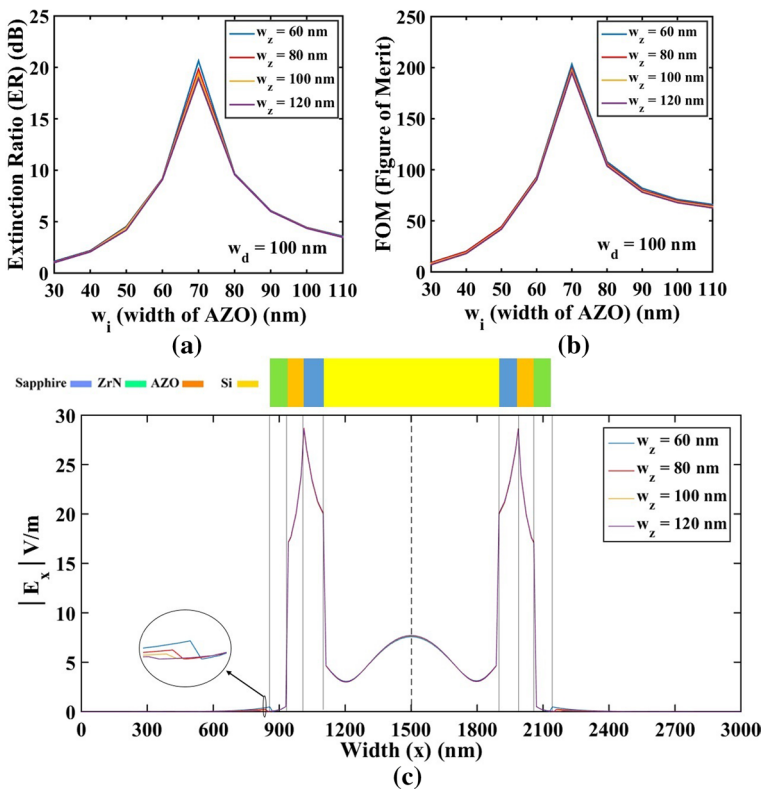 Extinction Ratio (ER) (dB)
30
25
20
15
10
5
0
30 40 50 60 70 80 90 100 110
w_i (width of AZO) (nm)
w_z = 60 nm
w_z = 80 nm
w_z = 100 nm
w_z = 120 nm
w_d = 100 nm
(a)
FOM (Figure of Merit)
250
200
150
100
50
0
30 40 50 60 70 80 90 100 110
w_i (width of AZO) (nm)
w_z = 60 nm
w_z = 80 nm
w_z = 100 nm
w_z = 120 nm
w_d = 100 nm
(b)
Sapphire ZrN AZO Si
| E_x | V/m
30
25
20
15
10
5
0
0 300 600 900 1200 1500 1800 2100 2400 2700 3000
Width (x) (nm)
w_z = 60 nm
w_z = 80 nm
w_z = 100 nm
w_z = 120 nm
(c)